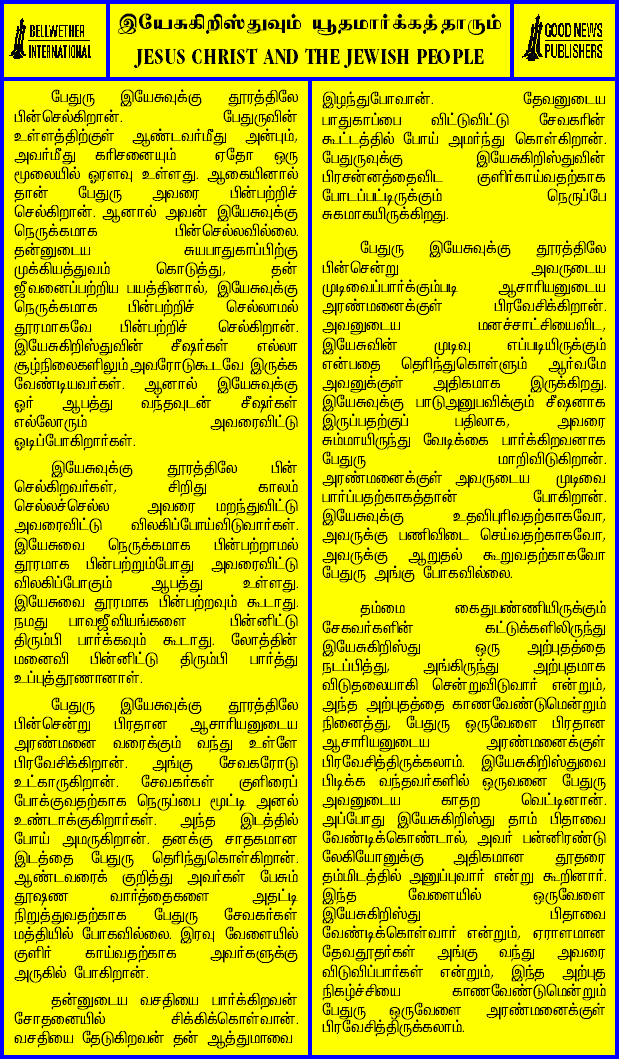 BELLWETHER
INTERNATIONAL
இயேசுகிறிஸ்துவும் யூதமார்க்கத்தாரும்
JESUS CHRIST AND THE JEWISH PEOPLE
GOOD NEWS
PUBLISHERS
பேதுரு இயேசுவுக்கு தூரத்திலே
பின்செல்கிறான். பேதுருவின்
உள்ளத்திற்குள் ஆண்டவர்மீது அன்பும்,
அவர்மீது கரிசனையும் ஏதோ ஒரு
மூலையில் ஓரளவு உள்ளது. ஆகையினால்
தான் பேதுரு அவரை பின்பற்றிச்
செல்கிறான். ஆனால் அவன் இயேசுவுக்கு
நெருக்கமாக பின்செல்லவில்லை.
தன்னுடைய சுயபாதுகாப்பிற்கு
முக்கியத்துவம் கொடுத்து, தன்
ஜீவனைப்பற்றிய பயத்தினால், இயேசுவுக்கு
நெருக்கமாக பின்பற்றிச் செல்லாமல்
தூரமாகவே பின்பற்றிச் செல்கிறான்.
இயேசுகிறிஸ்துவின் சீஷர்கள் எல்லா
சூழ்நிலைகளிலும் அவரோடுகூடவே இருக்க
வேண்டியவர்கள். ஆனால் இயேசுவுக்கு
ஓர் ஆபத்து வந்தவுடன் சீஷர்கள்
எல்லோரும் அவரைவிட்டு
ஓடிப்போகிறார்கள்.
இயேசுவுக்கு தூரத்திலே பின்
செல்கிறவர்கள், சிறிது காலம்
செல்லச்செல்ல அவரை மறந்துவிட்டு
அவரைவிட்டு விலகிப்போய்விடுவார்கள்.
இயேசுவை நெருக்கமாக பின்பற்றாமல்
தூரமாக பின்பற்றும்போது அவரைவிட்டு
விலகிப்போகும் ஆபத்து உள்ளது.
இயேசுவை தூரமாக பின்பற்றவும் கூடாது.
நமது பாவஜீவியங்களை பின்னிட்டு
திரும்பி பார்க்கவும் கூடாது. லோத்தின்
மனைவி பின்னிட்டு திரும்பி பார்த்து
உப்புத்தூணானாள்.
பேதுரு இயேசுவுக்கு தூரத்திலே
பின்சென்று பிரதான ஆசாரியனுடைய
அரண்மனை வரைக்கும் வந்து உள்ளே
பிரவேசிக்கிறான். அங்கு சேவகரோடு
உட்காருகிறான். சேவகர்கள் குளிரைப்
போக்குவதற்காக நெருப்பை மூட்டி அனல்
உண்டாக்குகிறார்கள். அந்த இடத்தில்
போய் அமருகிறான். தனக்கு சாதகமான
இடத்தை பேதுரு தெரிந்துகொள்கிறான்.
ஆண்டவரைக் குறித்து அவர்கள் பேசும்
தூஷண வார்த்தைகளை அதட்டி
நிறுத்துவதற்காக பேதுரு சேவகர்கள்
மத்தியில் போகவில்லை. இரவு வேளையில்
குளிர் காய்வதற்காக அவர்களுக்கு
அருகில் போகிறான்.
தன்னுடைய வசதியை பார்க்கிறவன்
சோதனையில் சிக்கிக்கொள்வான்.
வசதியை தேடுகிறவன் தன் ஆத்துமாவை
இழந்துபோவான். தேவனுடைய
பாதுகாப்பை விட்டுவிட்டு சேவகரின்
கூட்டத்தில் போய் அமர்ந்து கொள்கிறான்.
பேதுருவுக்கு இயேசுகிறிஸ்துவின்
பிரசன்னத்தைவிட குளிர்காய்வதற்காக
போடப்பட்டிருக்கும் நெருப்பே
சுகமாகயிருக்கிறது.
பேதுரு இயேசுவுக்கு தூரத்திலே
பின்சென்று அவருடைய
முடிவைப்பார்க்கும்படி ஆசாரியனுடைய
அரண்மனைக்குள் பிரவேசிக்கிறான்.
அவனுடைய மனச்சாட்சியைவிட,
இயேசுவின் முடிவு எப்படியிருக்கும்
என்பதை தெரிந்துகொள்ளும் ஆர்வமே
அவனுக்குள் அதிகமாக இருக்கிறது.
இயேசுவுக்கு பாடுஅனுபவிக்கும் சீஷனாக
இருப்பதற்குப் பதிலாக, அவரை
சும்மாயிருந்து வேடிக்கை பார்க்கிறவனாக
பேதுரு மாறிவிடுகிறான்.
அரண்மனைக்குள் அவருடைய முடிவை
பார்ப்பதற்காகத்தான் போகிறான்.
இயேசுவுக்கு உதவிபுரிவதற்காகவோ,
அவருக்கு பணிவிடை செய்வதற்காகவோ,
அவருக்கு ஆறுதல் கூறுவதற்காகவோ
பேதுரு அங்கு போகவில்லை.
தம்மை கைதுபண்ணியிருக்கும்
சேகவர்களின் கட்டுக்களிலிருந்து
இயேசுகிறிஸ்து ஒரு அற்புதத்தை
நடப்பித்து, அங்கிருந்து அற்புதமாக
விடுதலையாகி சென்றுவிடுவார் என்றும்,
அந்த அற்புதத்தை காணவேண்டுமென்றும்
நினைத்து, பேதுரு ஒருவேளை பிரதான
ஆசாரியனுடைய அரண்மனைக்குள்
பிரவேசித்திருக்கலாம். இயேசுகிறிஸ்துவை
பிடிக்க வந்தவர்களில் ஒருவனை பேதுரு
அவனுடைய காதற வெட்டினான்.
அப்போது இயேசுகிறிஸ்து தாம் பிதாவை
வேண்டிக்கொண்டால், அவர் பன்னிரண்டு
லேகியோனுக்கு அதிகமான தூதரை
தம்மிடத்தில் அனுப்புவார் என்று கூறினார்.
இந்த வேளையில் ஒருவேளை
இயேசுகிறிஸ்து பிதாவை
வேண்டிக்கொள்வார் என்றும், ஏராளமான
தேவதூதர்கள் அங்கு வந்து அவரை
விடுவிப்பார்கள் என்றும், இந்த அற்புத
நிகழ்ச்சியை காணவேண்டுமென்றும்
பேதுரு ஒருவேளை அரண்மனைக்குள்
பிரவேசித்திருக்கலாம்.